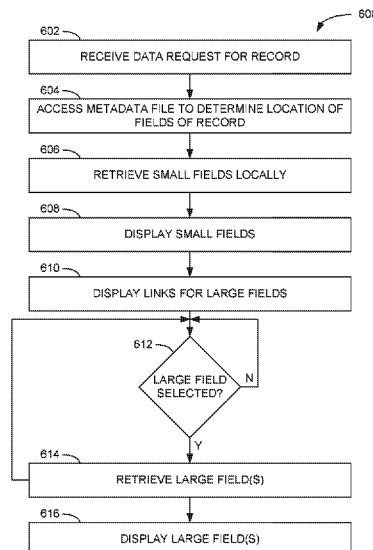 600
602
RECEIVE DATA REQUEST FOR RECORD
604
ACCESS METADATA FILE TO DETERMINE LOCATION OF
FIELDS OF RECORD
606
RETRIEVE SMALL FIELDS LOCALLY
608
DISPLAY SMALL FIELDS
610
DISPLAY LINKS FOR LARGE FIELDS
612
LARGE FIELD
SELECTED?
N
Y
614
RETRIEVE LARGE FIELD(S)
616
DISPLAY LARGE FIELD(S)